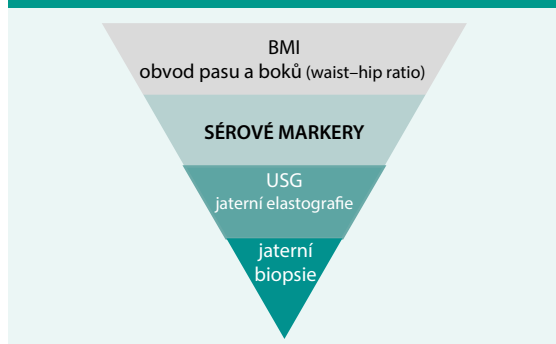 BMI
obvod pasu a boků (waist–hip ratio)
SÉROVÉ MARKERY
USG
jaterní elastografie
jaterní
biopsie